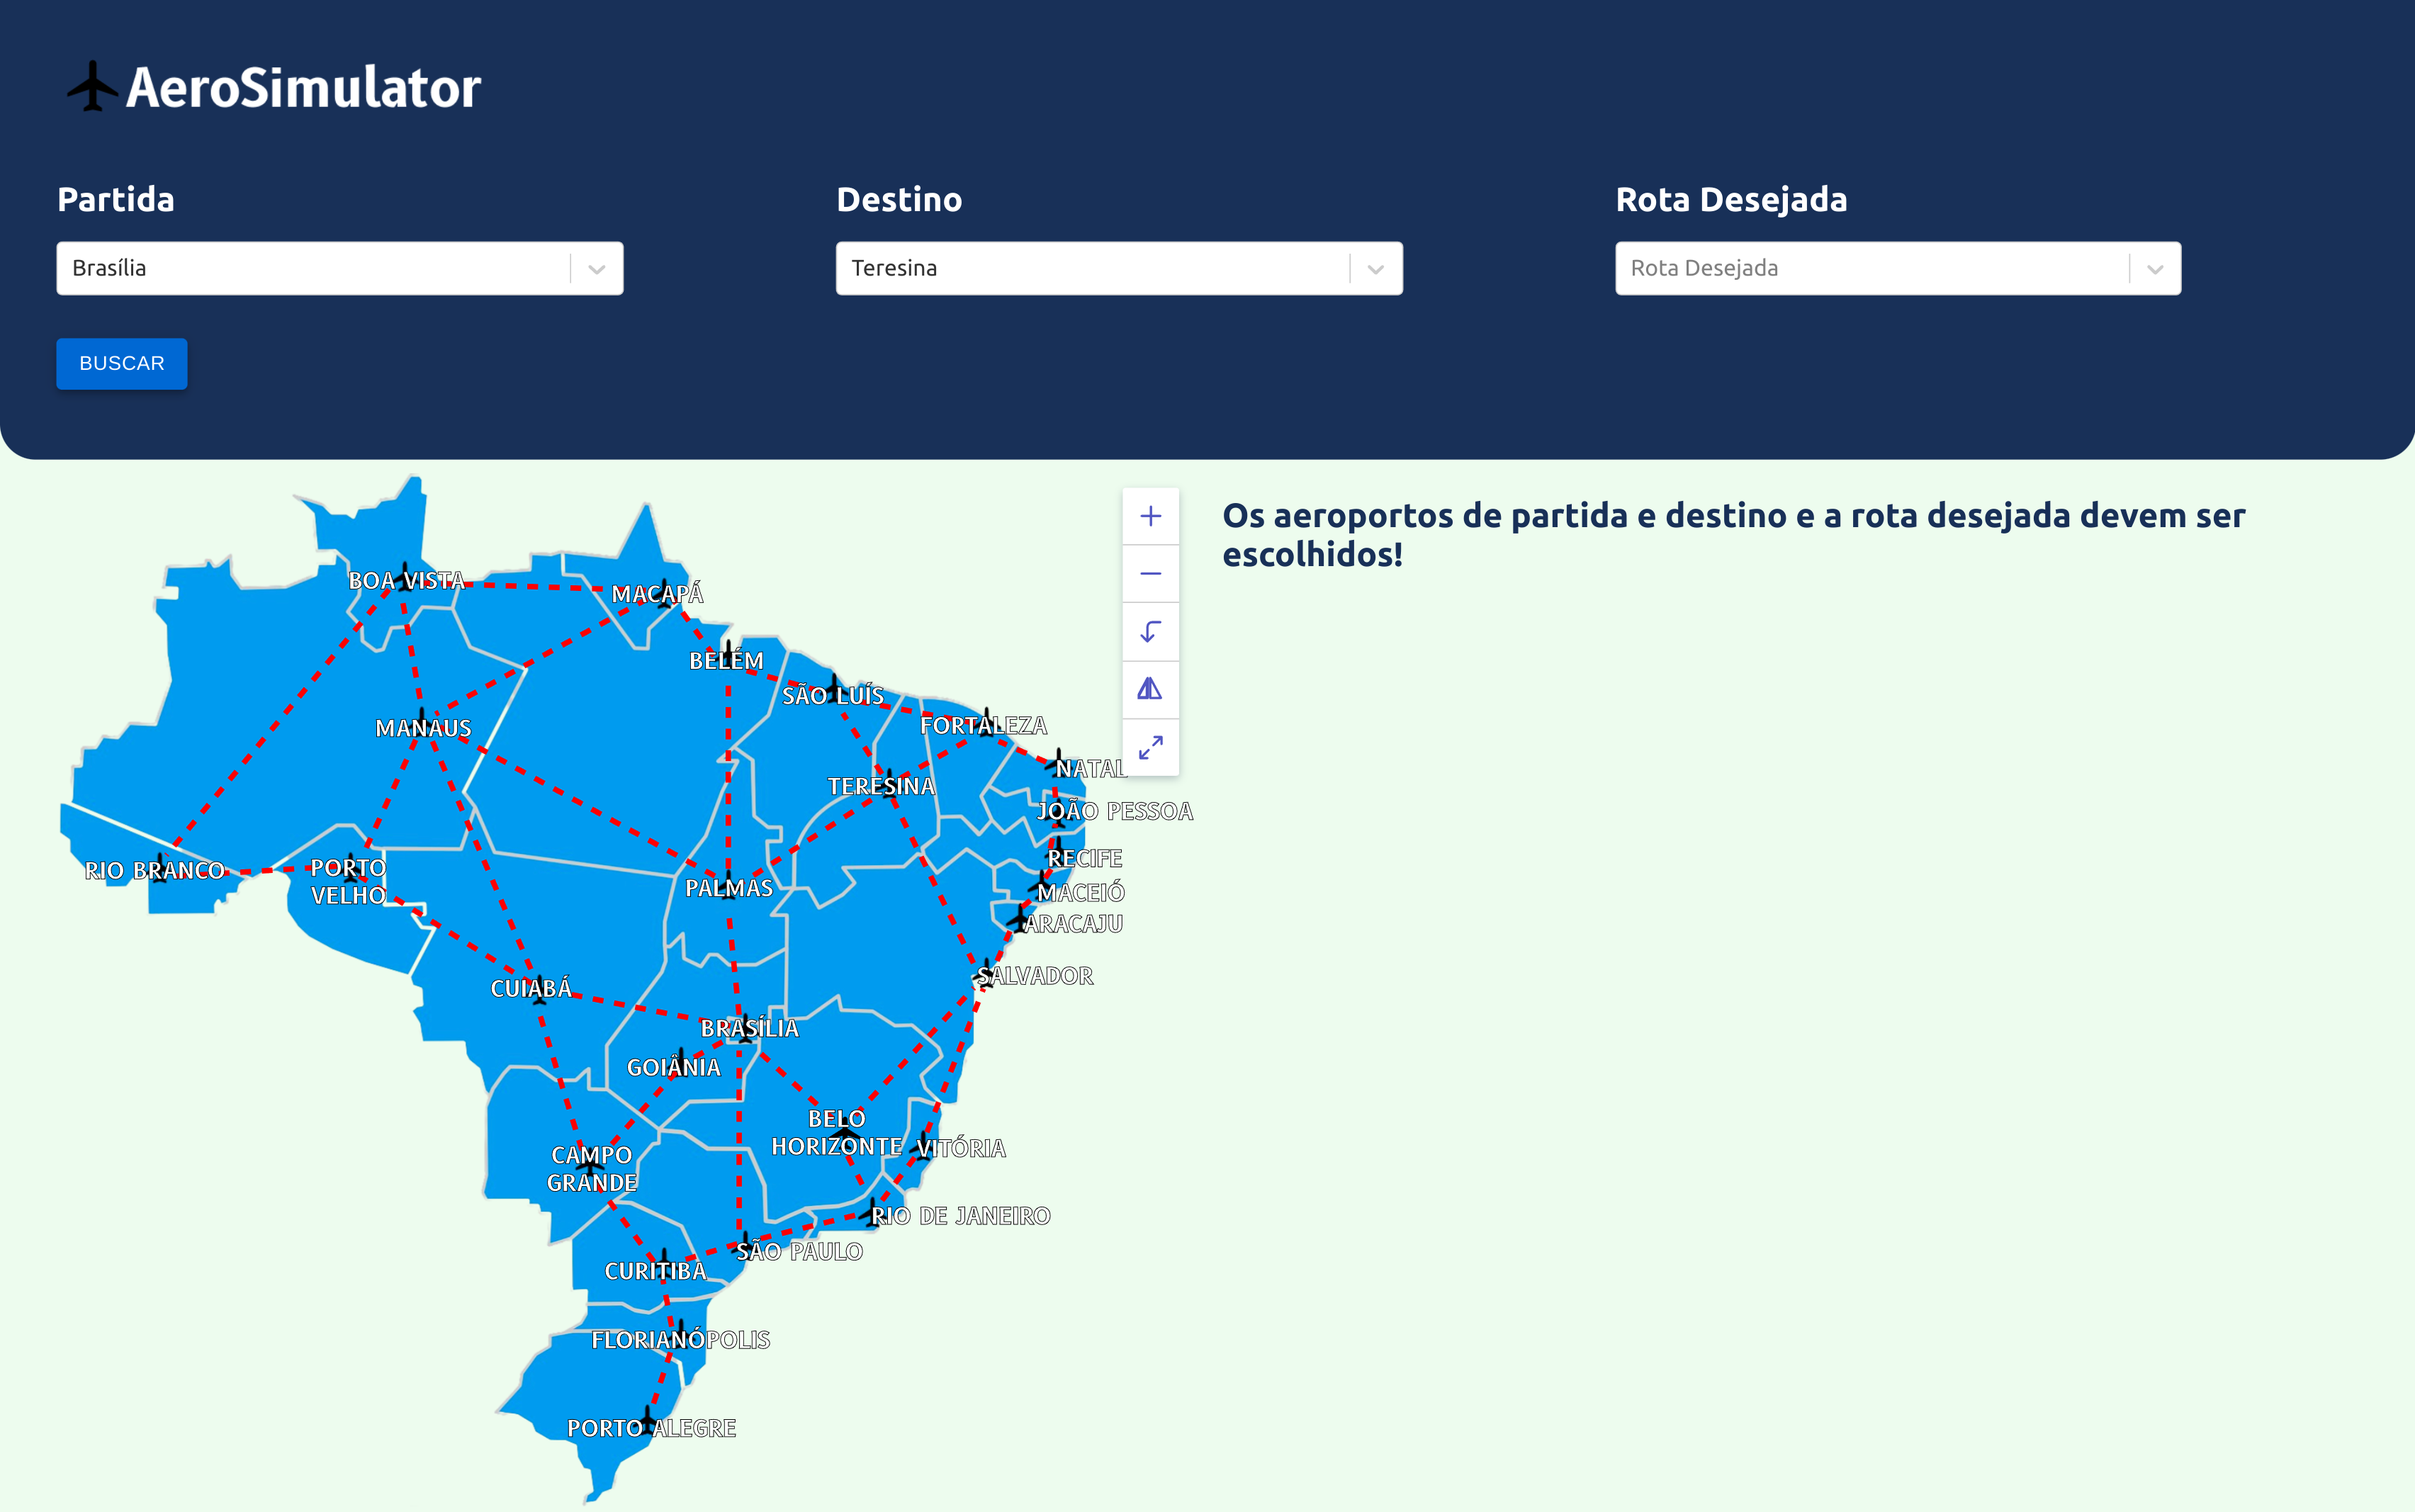 AeroSimulator
Partida
Destino
Rota Desejada
Brasília
Teresina
Rota Desejada
BUSCAR
Os aeroportos de partida e destino e a rota desejada devem ser
escolhidos!
BOA VISTA
MACAPÁ
BELÉM
SÃO LUÍS
FORTALEZA
MANAUS
NATAL
TERESINA
JOÃO PESSOA
RECIFE
RIO BRANCO
PORTO
VELHO
PALMAS
MACEIÓ
ARACAJU
SALVADOR
CUIABÁ
BRASÍLIA
GOIÂNIA
BELO
HORIZONTE
VITÓRIA
CAMPO
GRANDE
RIO DE JANEIRO
SÃO PAULO
CURITIBA
FLORIANÓPOLIS
PORTO ALEGRE